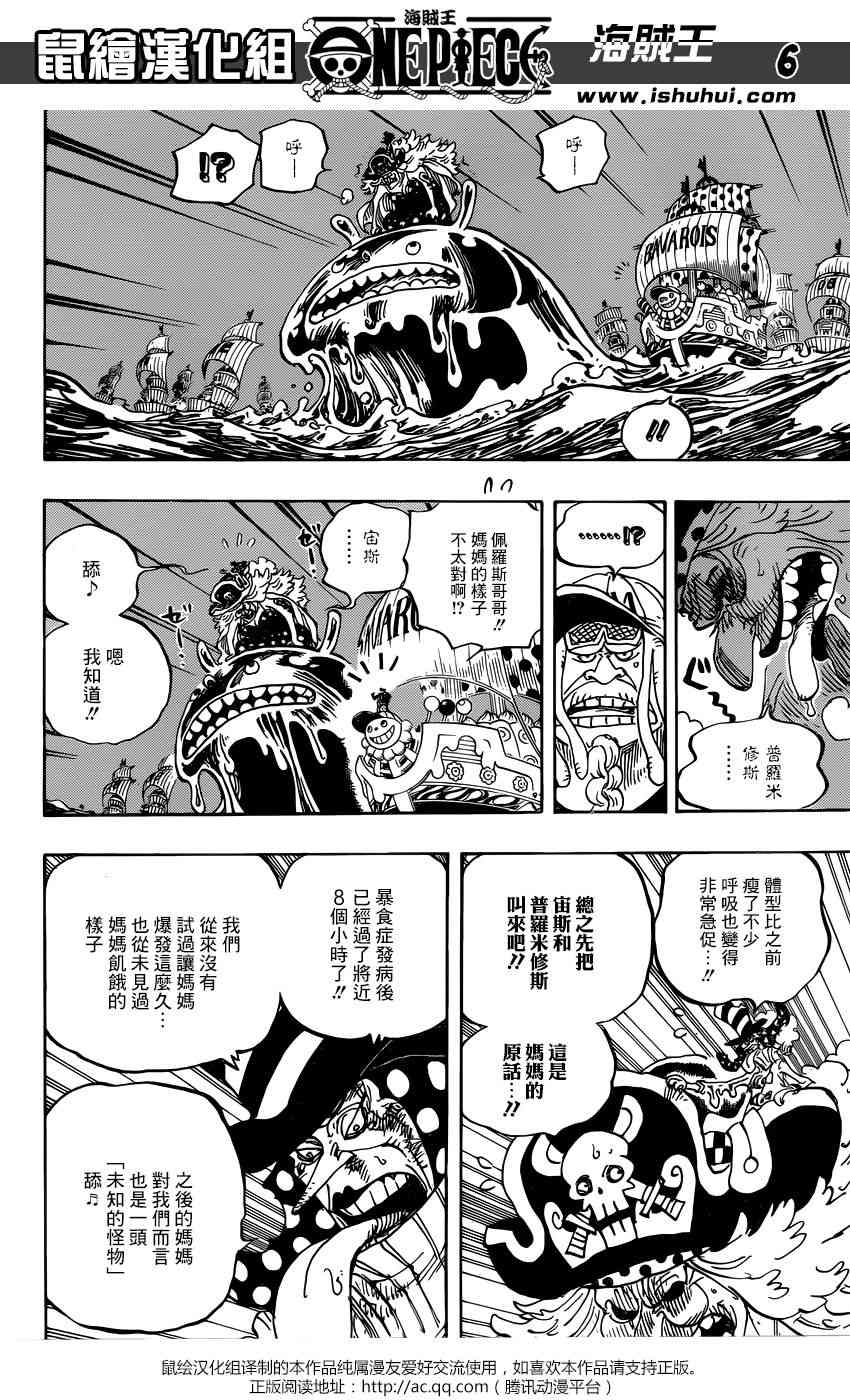 鼠繪漢化組
海賊王
ONE PIECE
海賊王
6
www.ishuhui.com
呼—
BAVAROIS
呼—
!?
!!
普羅米
修斯
……
………!?
佩羅斯哥哥!!
媽媽的樣子
不太對啊!?
宙斯
……
ゼー
ゼェ
VAROI
舔♪
嗯
我知道!!
體型比之前
瘦了不少
呼吸也變得
非常急促…!!
總之先把
宙斯和
普羅米修斯
叫來吧!!
這是
媽媽的
原話…!!
暴食症發病後
已經過了將近
8個小時了!!
我們
從來沒有
試過讓媽媽
爆發這麼久…
也從未見過
媽媽飢餓的
樣子
之後的媽媽
對我們而言
也是一頭
「未知的怪物」
舔♬
鼠绘汉化组译制的本作品纯属漫友爱好交流使用，如喜欢本作品请支持正版。
正版阅读地址：http://ac.qq.com（腾讯动漫平台）